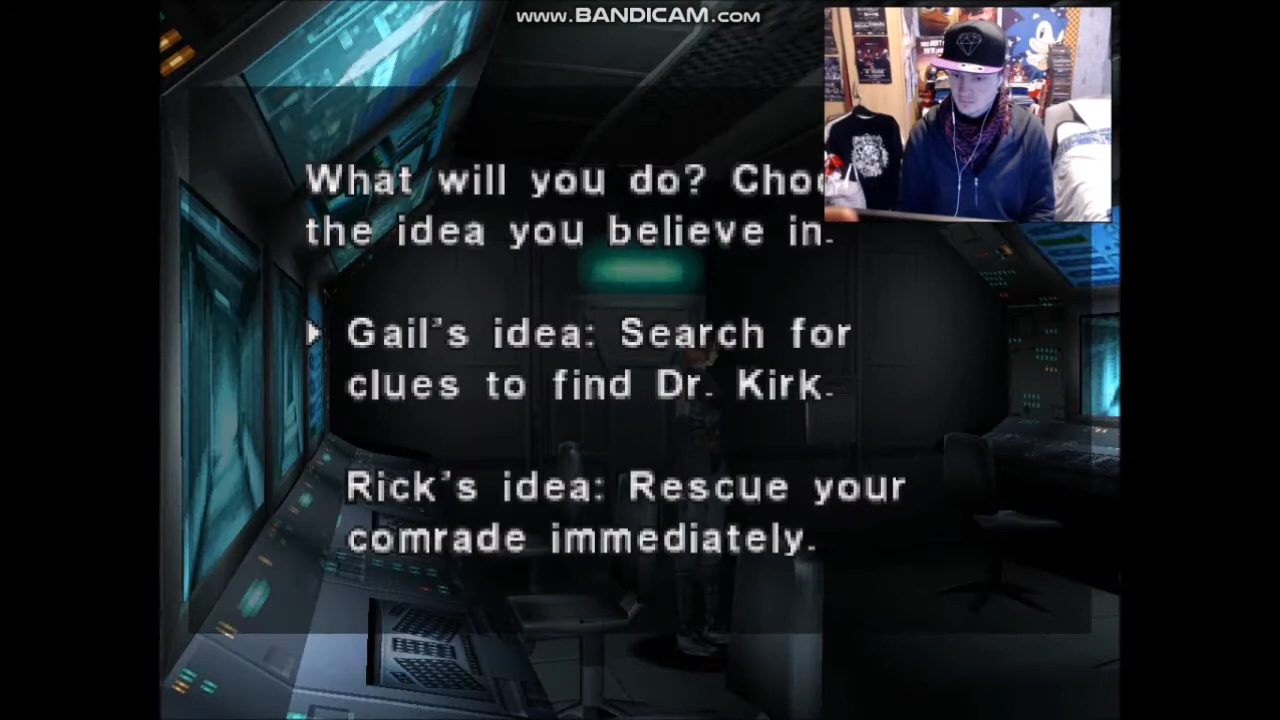 www.BANDICAM.com
What will you do?
the idea you believe in.
Gail's idea: Search for
clues to find Dr. Kirk.
Rick's idea: Rescue your
comrade immediately.